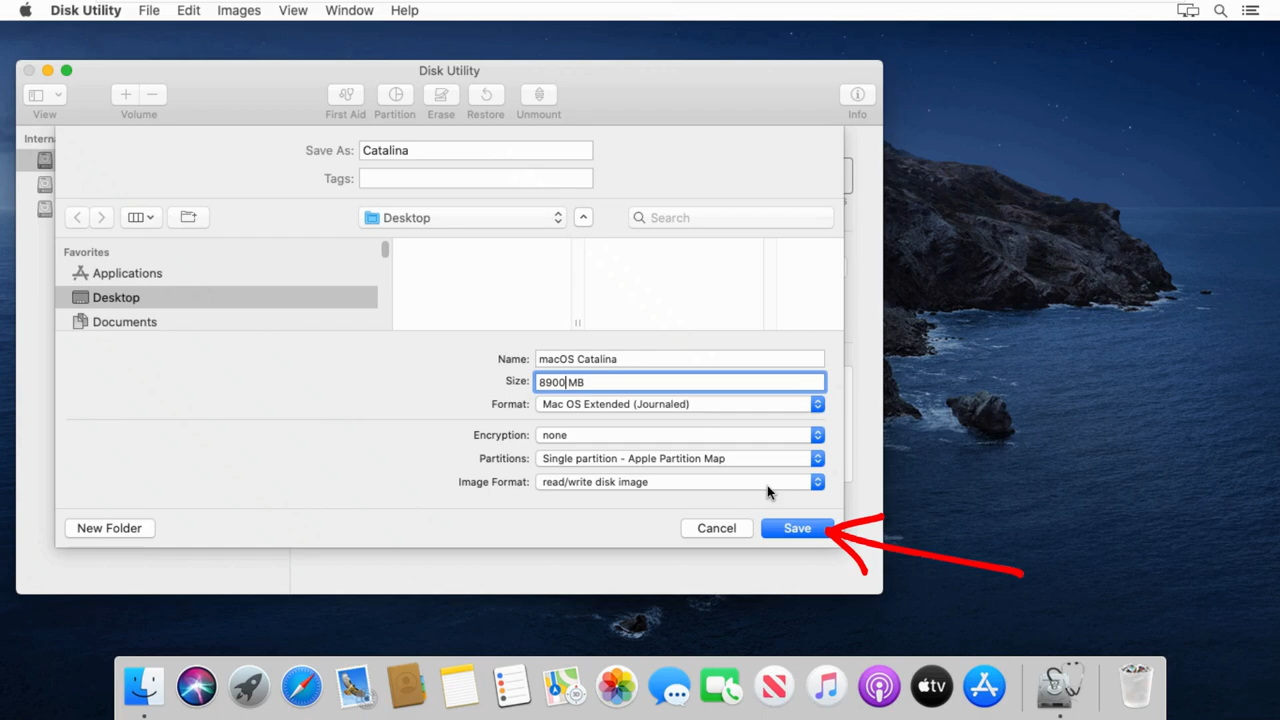 Disk Utility File Edit Images View Window Help
Disk Utility
View Volume First Aid Partition Erase Restore Unmount Info
Intern
Save As: Catalina
Tags:
Desktop Search
Favorites
Applications
Desktop
Documents
Name: macOS Catalina
Size: 8900 MB
Format: Mac OS Extended (Journaled)
Encryption: none
Partitions: Single partition - Apple Partition Map
Image Format: read/write disk image
New Folder Cancel Save
tv